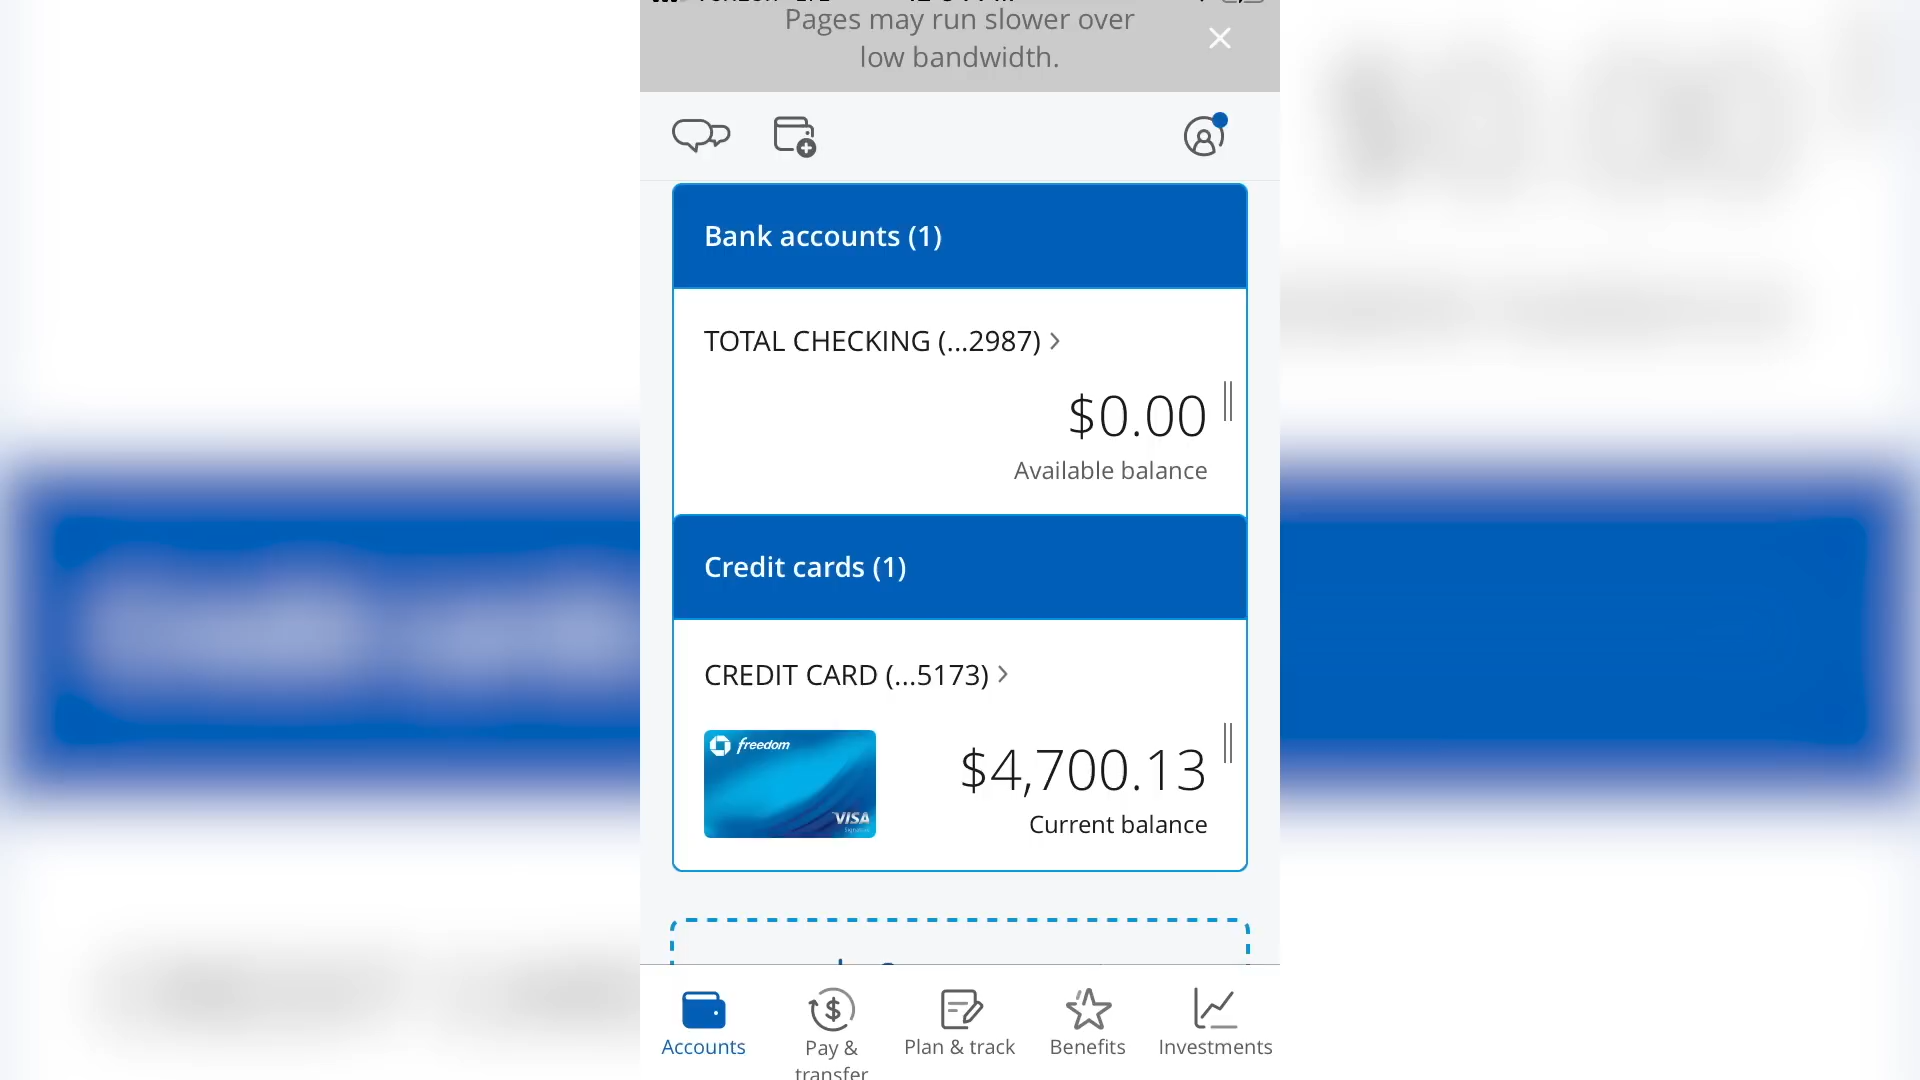 Pages may run slower over
low bandwidth.
Bank accounts (1)
TOTAL CHECKING (...2987)
$0.00
Available balance
Credit cards (1)
CREDIT CARD (...5173)
freedom
VISA
$4,700.13
Current balance
Accounts
Pay &
transfer
Plan & track
Benefits
Investments